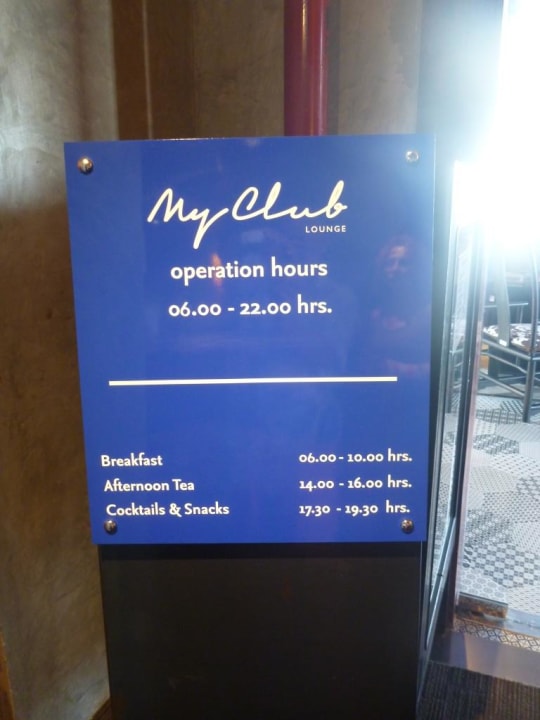 My Club
LOUNGE
operation hours
06.00 - 22.00 hrs.
Breakfast 06.00 - 10.00 hrs.
Afternoon Tea 14.00 - 16.00 hrs.
Cocktails & Snacks 17.30 - 19.30 hrs.